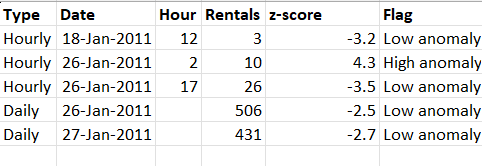 Type Date Hour Rentals z-score Flag
Hourly 18-Jan-2011 12 3 -3.2 Low anomaly
Hourly 26-Jan-2011 2 10 4.3 High anomaly
Hourly 26-Jan-2011 17 26 -3.5 Low anomaly
Daily 26-Jan-2011 506 -2.5 Low anomaly
Daily 27-Jan-2011 431 -2.7 Low anomaly